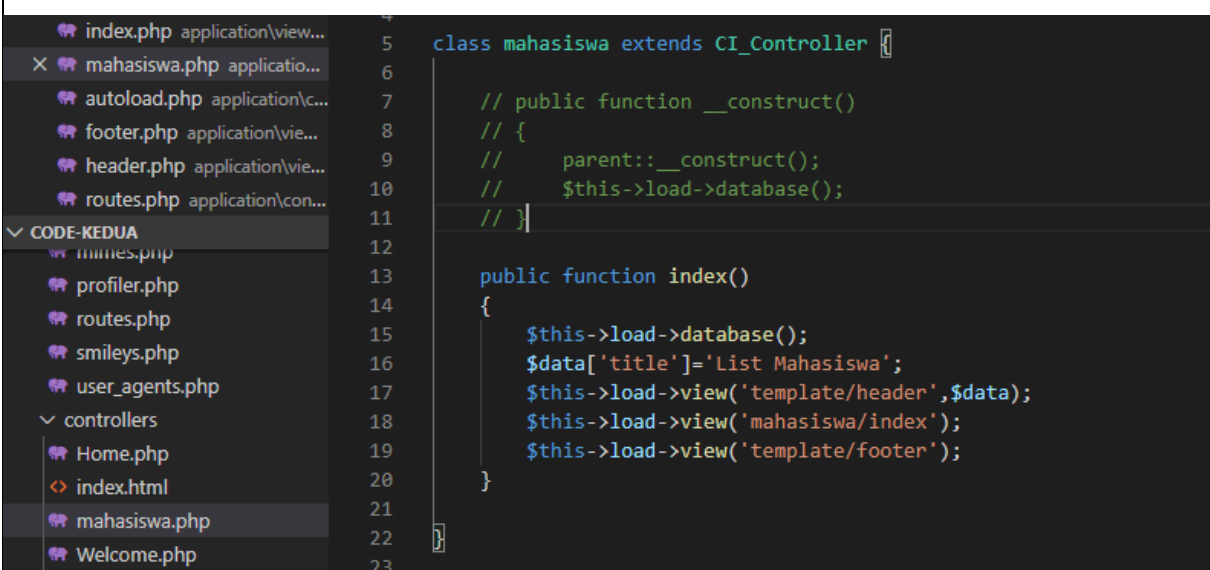 index.php application\view...
mahasiswa.php applicatio...
autoload.php application\c...
footer.php application\vie...
header.php application\vie...
routes.php application\con...
CODE-KEDUA
mimes.php
profiler.php
routes.php
smileys.php
user_agents.php
controllers
Home.php
index.html
mahasiswa.php
Welcome.php
4
5 class mahasiswa extends CI_Controller {
6
7 // public function __construct()
8 // {
9 //     parent::__construct();
10 //     $this->load->database();
11 // }
12
13 public function index()
14 {
15     $this->load->database();
16     $data['title']='List Mahasiswa';
17     $this->load->view('template/header',$data);
18     $this->load->view('mahasiswa/index');
19     $this->load->view('template/footer');
20 }
21
22 }
23